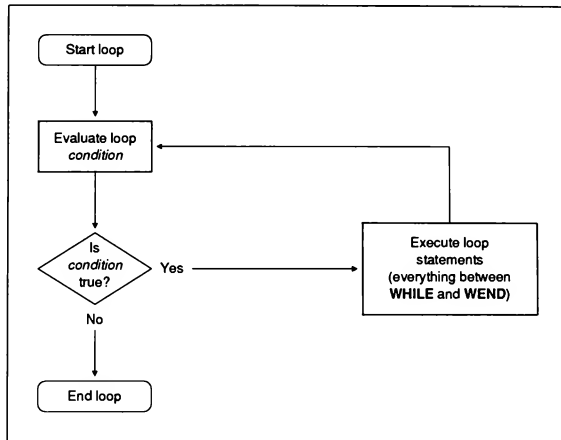 Start loop
Evaluate loop
condition
Is
condition
true?
Yes
Execute loop
statements
(everything between
WHILE and WEND)
No
End loop